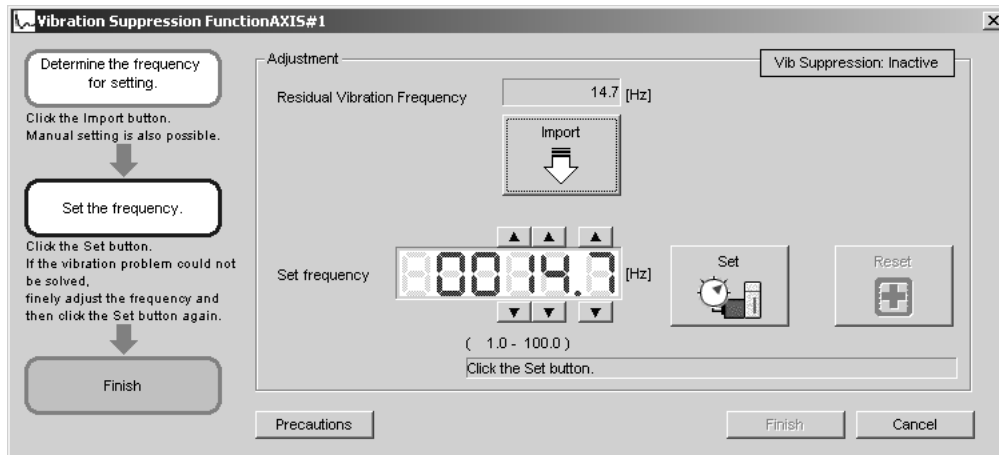 Vibration Suppression FunctionAXIS#1
Determine the frequency
for setting.
Click the Import button.
Manual setting is also possible.
Set the frequency.
Click the Set button.
If the vibration problem could not
be solved,
finely adjust the frequency and
then click the Set button again.
Finish
Adjustment
Vib Suppression: Inactive
Residual Vibration Frequency
14.7 [Hz]
Import
Set frequency
0014.7 [Hz]
( 1.0 - 100.0 )
Set
Reset
Click the Set button.
Precautions
Finish
Cancel